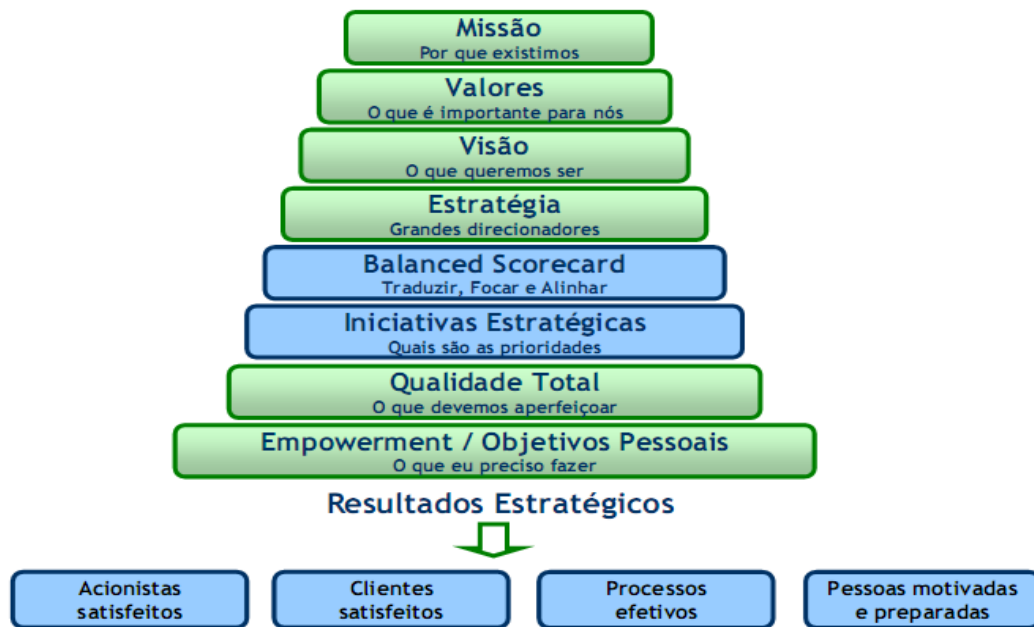 Missão
Por que existimos
Valores
O que é importante para nós
Visão
O que queremos ser
Estratégia
Grandes direcionadores
Balanced Scorecard
Traduzir, Focar e Alinhar
Iniciativas Estratégicas
Quais são as prioridades
Qualidade Total
O que devemos aperfeiçoar
Empowerment / Objetivos Pessoais
O que eu preciso fazer
Resultados Estratégicos
Acionistas
satisfeitos
Clientes
satisfeitos
Processos
efetivos
Pessoas motivadas
e preparadas